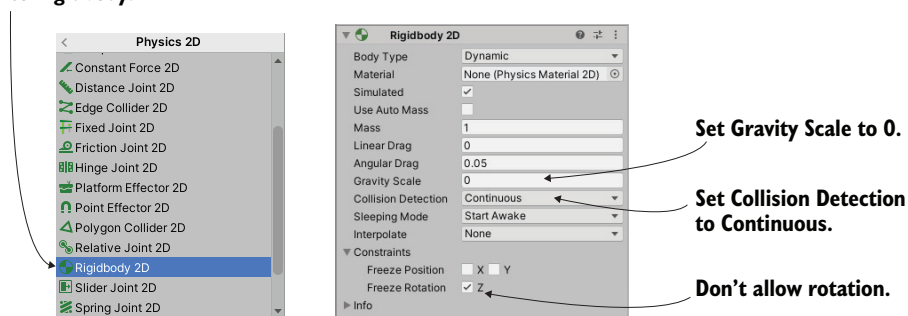 Physics 2D
Constant Force 2D
Distance Joint 2D
Edge Collider 2D
Fixed Joint 2D
Friction Joint 2D
Hinge Joint 2D
Platform Effector 2D
Point Effector 2D
Polygon Collider 2D
Relative Joint 2D
Rigidbody 2D
Slider Joint 2D
Spring Joint 2D
Rigidbody 2D
Body Type Dynamic
Material None (Physics Material 2D)
Simulated
Use Auto Mass
Mass 1
Linear Drag 0
Angular Drag 0.05
Gravity Scale 0
Collision Detection Continuous
Sleeping Mode Start Awake
Interpolate None
Constraints
Freeze Position X Y
Freeze Rotation Z
Info
Set Gravity Scale to 0.
Set Collision Detection
to Continuous.
Don't allow rotation.